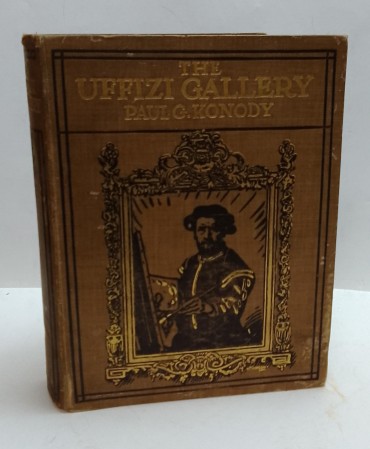 THE
UFFIZI GALLERY
PAUL G. KONODY